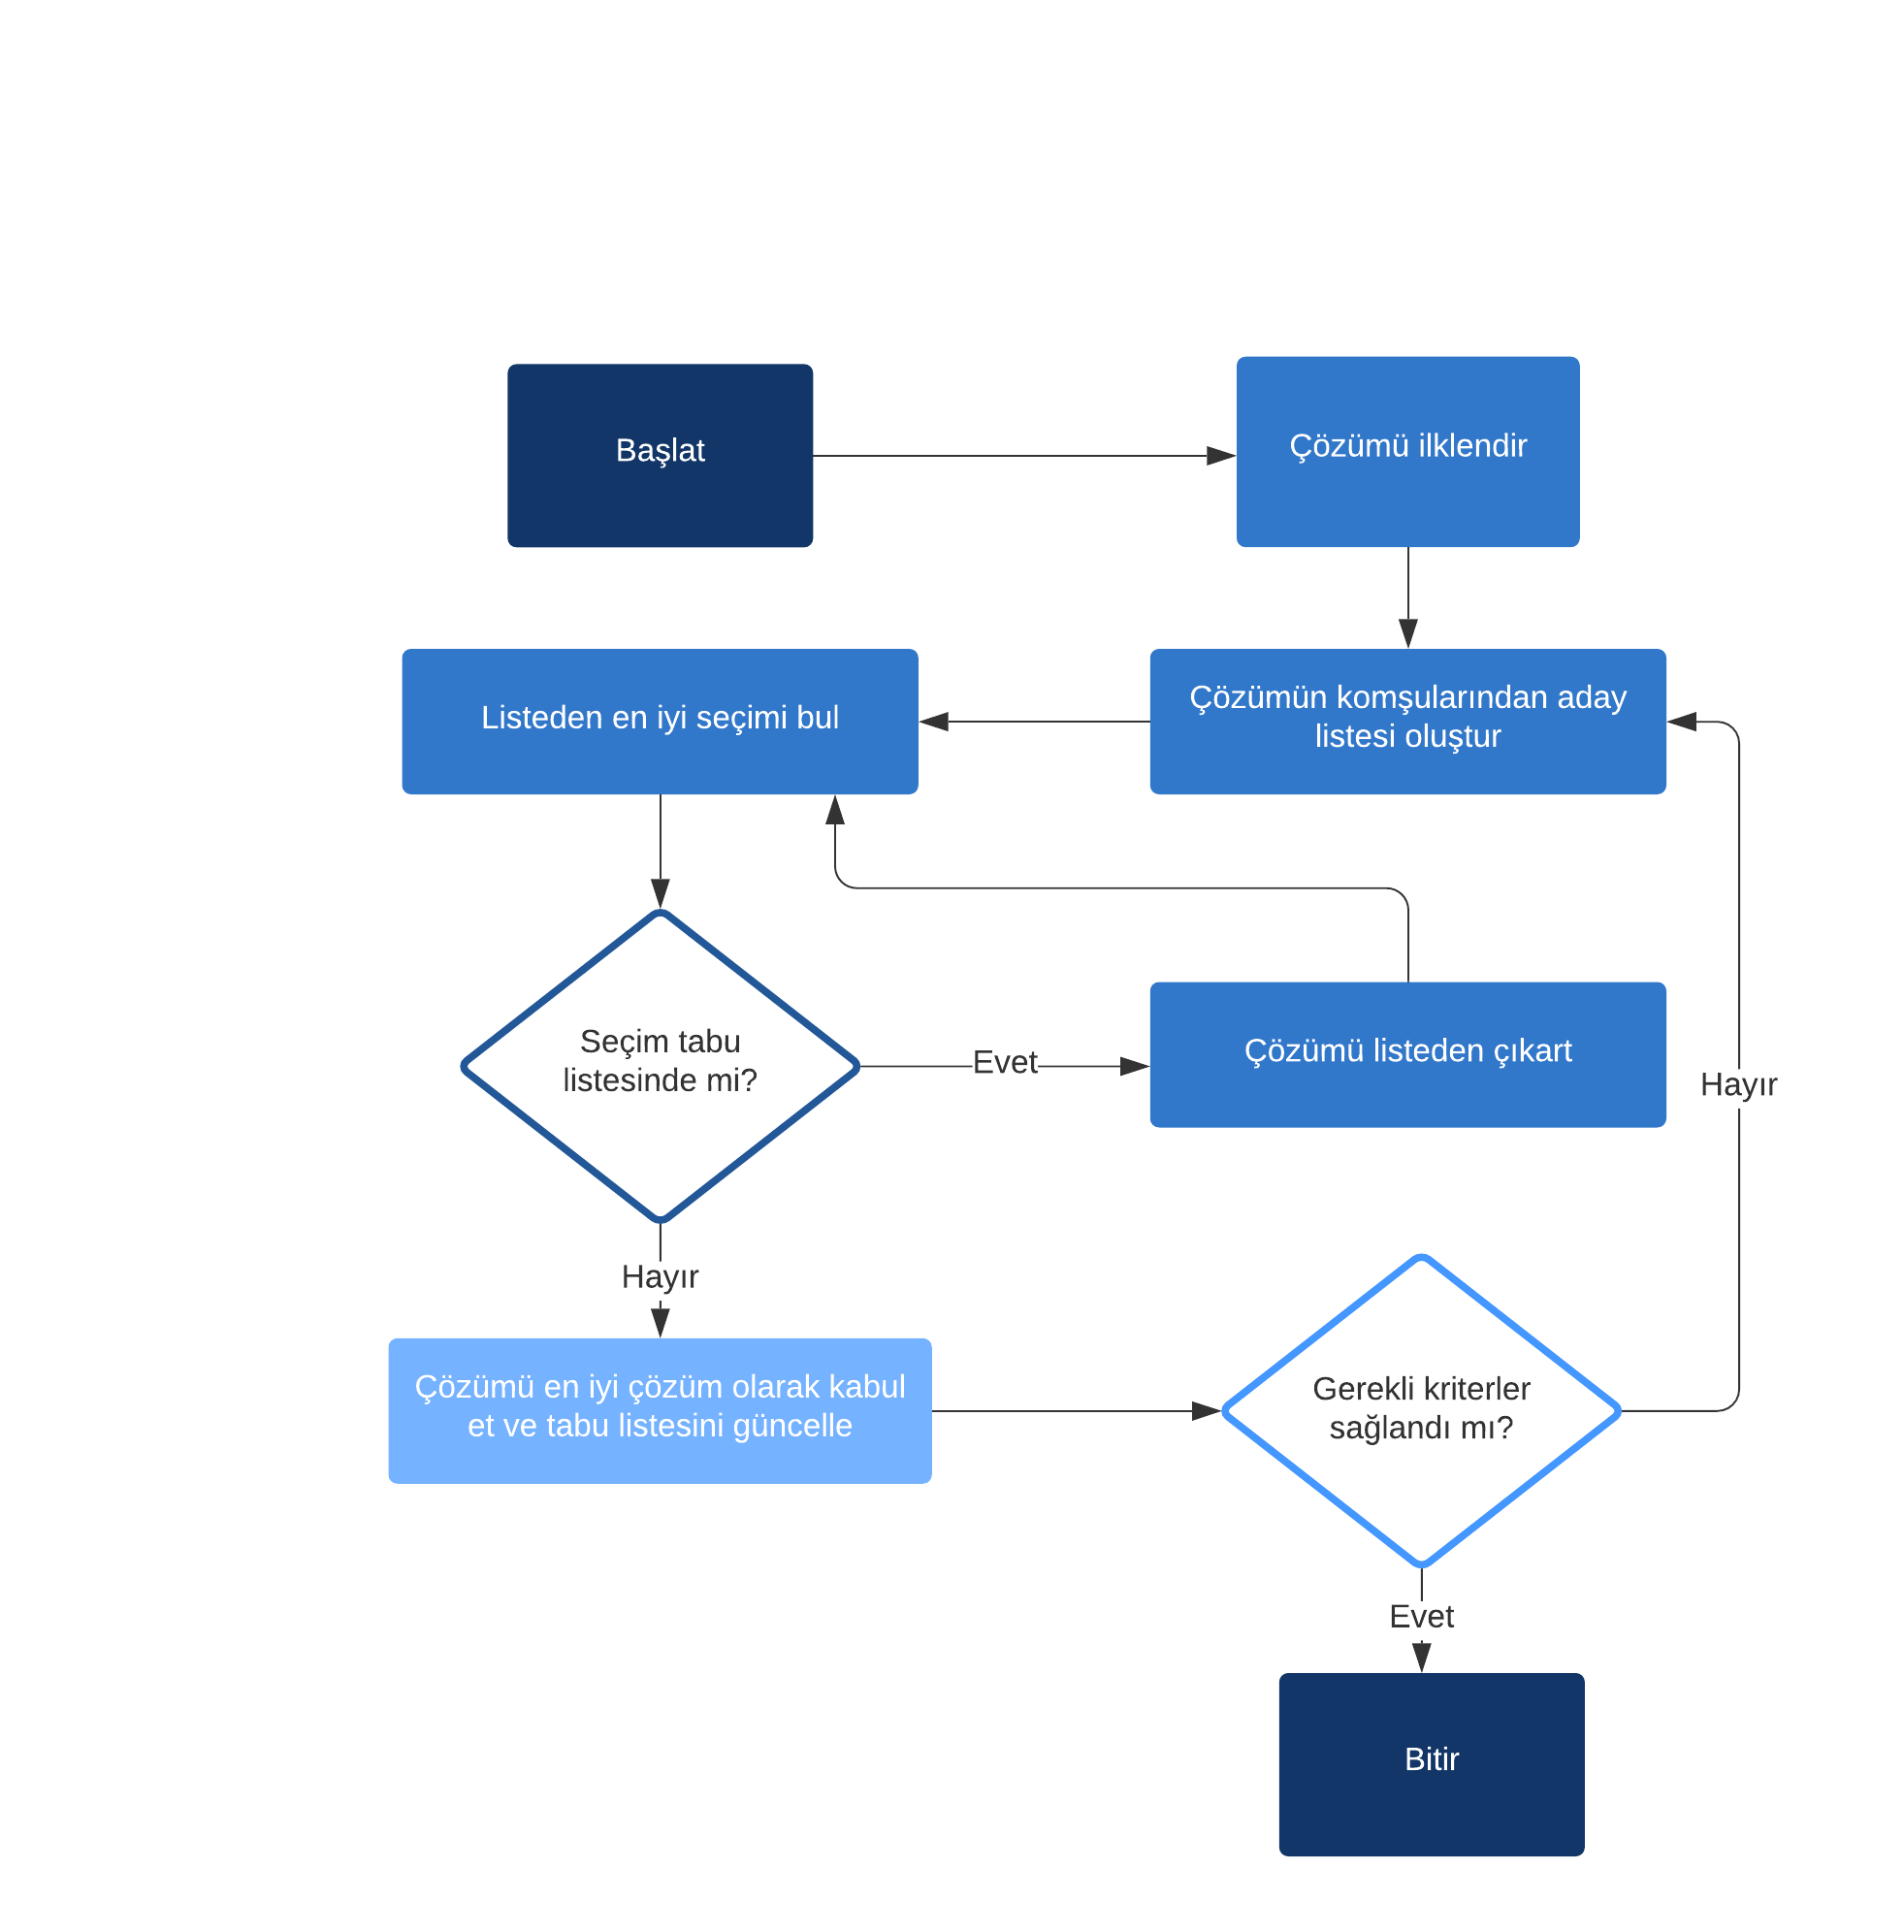 Başlat
Çözümü ilklendir
Listeden en iyi seçimi bul
Çözümün komşularından aday
listesi oluştur
Seçim tabu
listesinde mi?
Evet
Çözümü listeden çıkart
Hayır
Hayır
Çözümü en iyi çözüm olarak kabul
et ve tabu listesini güncelle
Gerekli kriterler
sağlandı mı?
Evet
Bitir